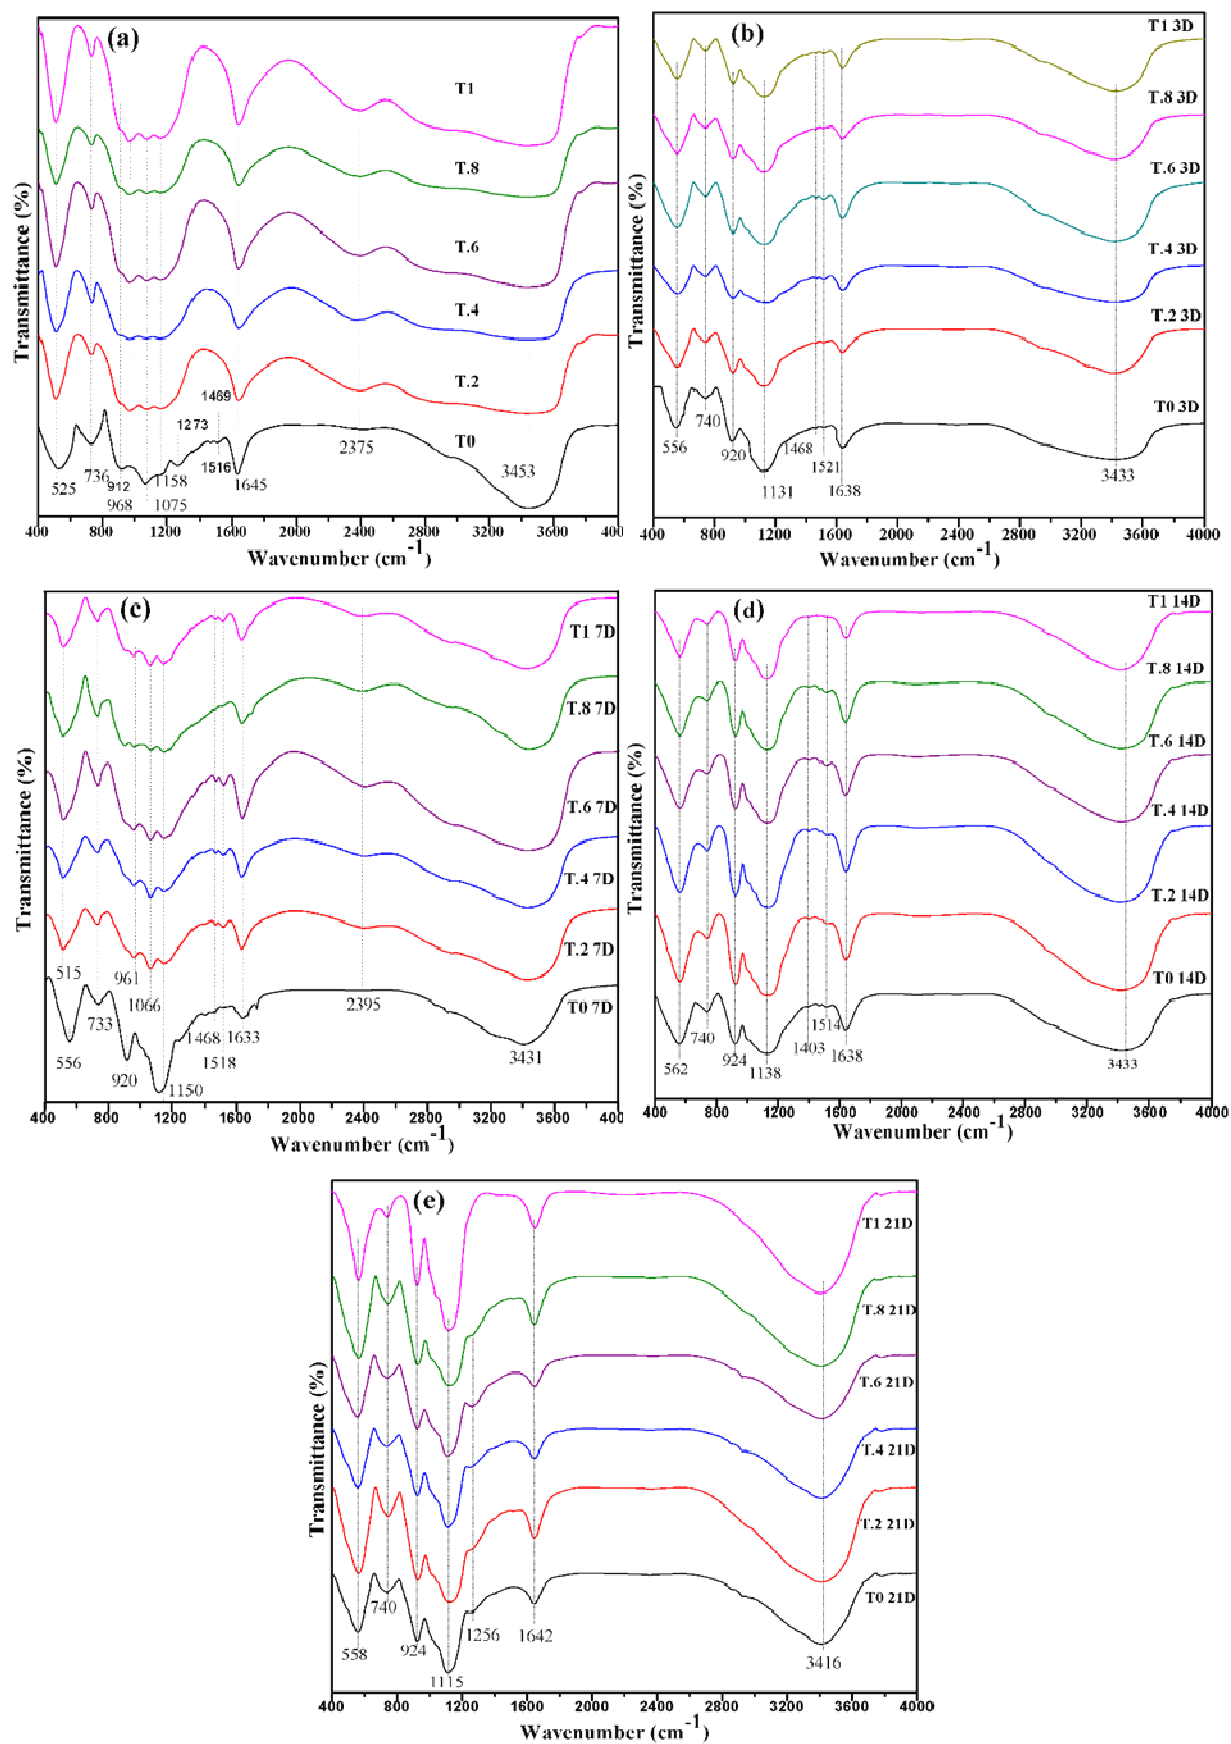 (a)
T1
T.8
T.6
T.4
T.2
T0
1469
1273
2375
736
1158
1516
3453
525
912
1645
968
1075
400 800 1200 1600 2000 2400 2800 3200 3600 4000
Wavenumber (cm-1)
Transmittance (%)
(b)
T1 3D
T.8 3D
T.6 3D
T.4 3D
T.2 3D
T0 3D
740
556
920
1468
1521
3433
1131
1638
400 800 1200 1600 2000 2400 2800 3200 3600 4000
Wavenumber (cm-1)
Transmittance (%)
(c)
T1 7D
T.8 7D
T.6 7D
T.4 7D
T.2 7D
T0 7D
515
961
1066
2395
733
1468 1633
556
1518
3431
920
1150
400 800 1200 1600 2000 2400 2800 3200 3600 4000
Wavenumber (cm-1)
Transmittance (%)
(d)
T1 14D
T.8 14D
T.6 14D
T.4 14D
T.2 14D
T0 14D
740
1514
1403
562
924
1638
3433
1138
400 800 1200 1600 2000 2400 2800 3200 3600 4000
Wavenumber (cm-1)
Transmittance (%)
(e)
T1 21D
T.8 21D
T.6 21D
T.4 21D
T.2 21D
T0 21D
740
1256
1642
558
924
3416
1115
400 800 1200 1600 2000 2400 2800 3200 3600 4000
Wavenumber (cm-1)
Transmittance (%)